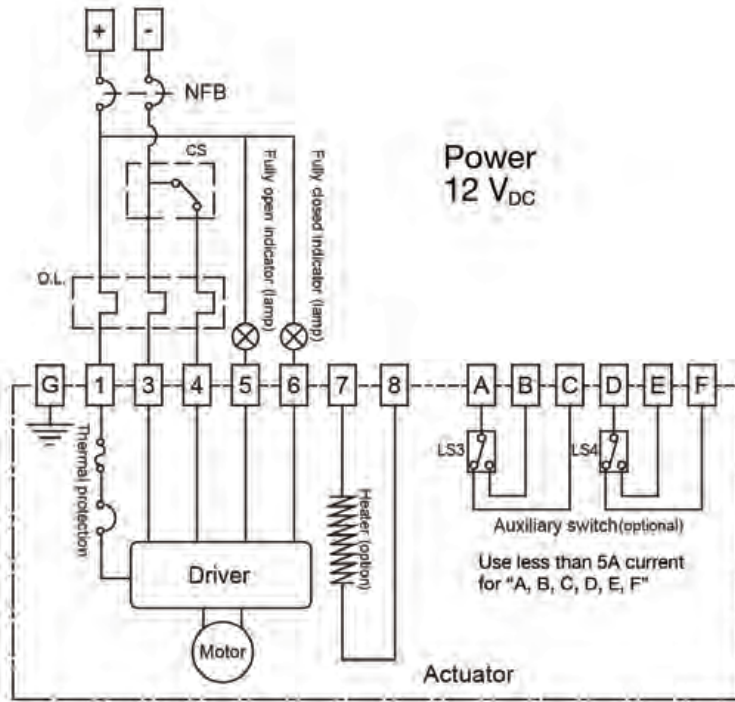 + -
NFB
CS
Power
12 VDC
Fully open indicator (lamp)
Fully closed indicator (lamp)
O.L.
G 1 3 4 5 6 7 8 A B C D E F
Thermal protection
Heater (option)
LS3
LS4
Auxiliary switch(optional)
Use less than 5A current
for "A, B, C, D, E, F"
Driver
Motor
Actuator